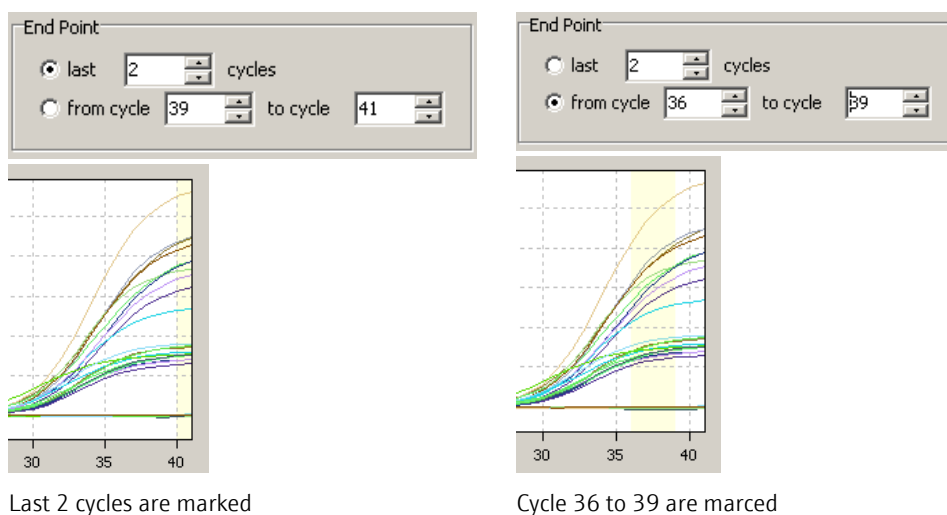 End Point
last 2 cycles
from cycle 39 to cycle 41
30 35 40
Last 2 cycles are marked
End Point
last 2 cycles
from cycle 36 to cycle 39
30 35 40
Cycle 36 to 39 are marced